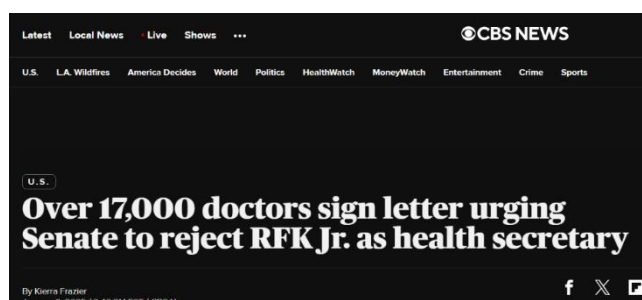 Latest Local News Live Shows •••
CBS NEWS
U.S. L.A. Wildfires America Decides World Politics HealthWatch MoneyWatch Entertainment Crime Sports
U.S.
Over 17,000 doctors sign letter urging
Senate to reject RFK Jr. as health secretary
By Kierra Frazier